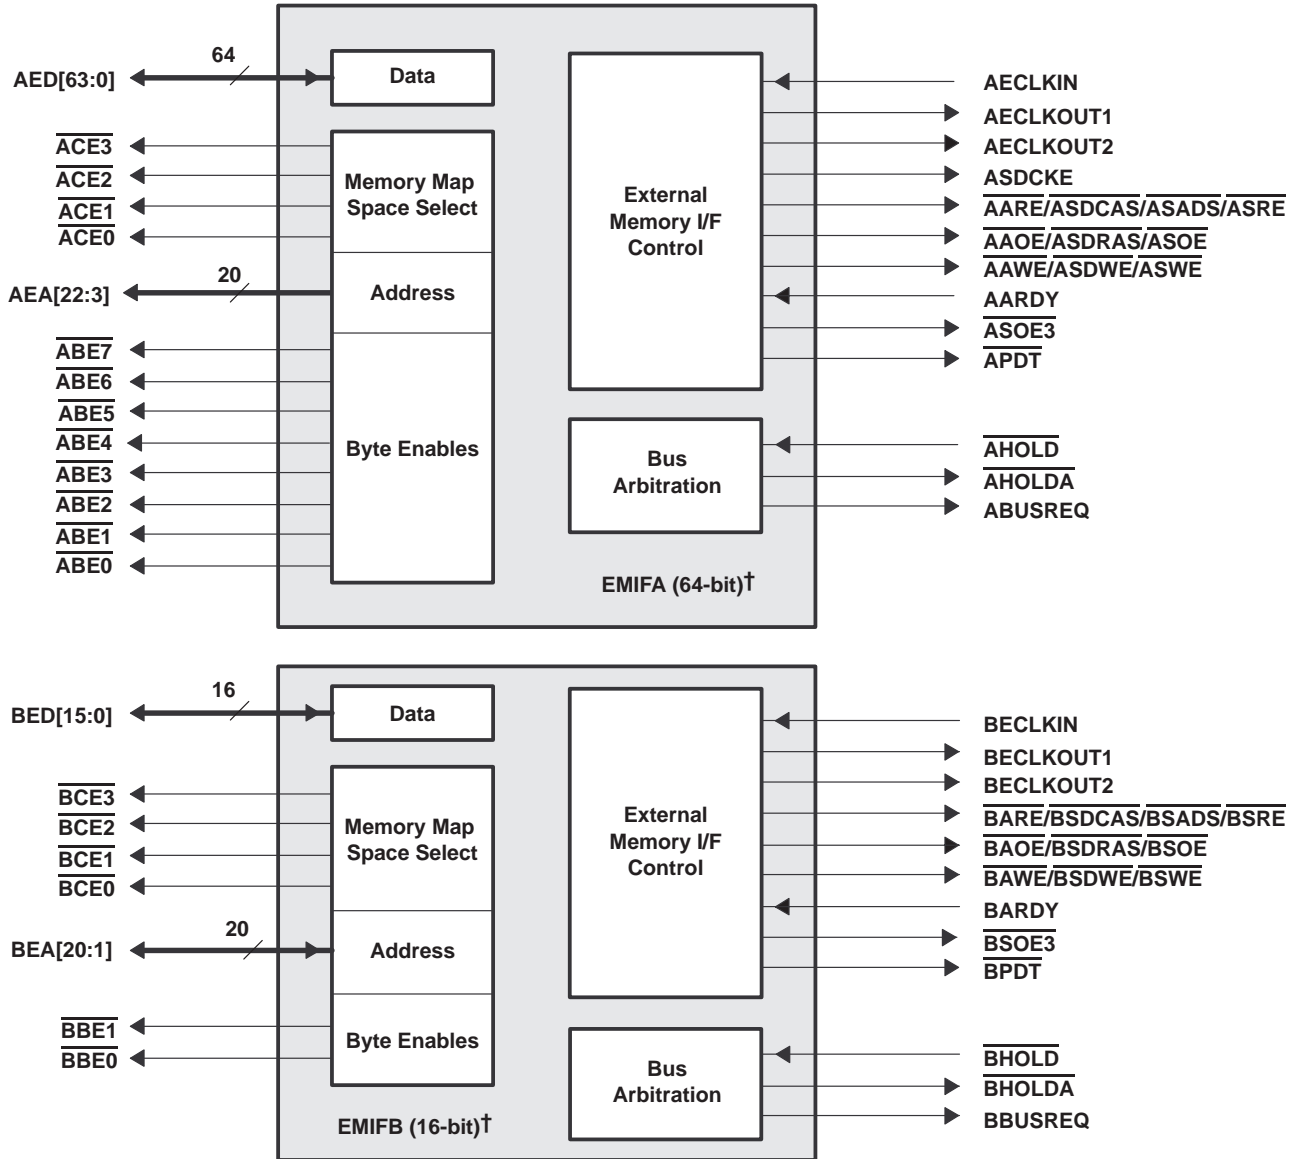 64
AED[63:0]
Data
ACE3
ACE2
ACE1
ACE0
Memory Map
Space Select
20
AEA[22:3]
Address
ABE7
ABE6
ABE5
ABE4
ABE3
ABE2
ABE1
ABE0
Byte Enables
External
Memory I/F
Control
AECLKIN
AECLKOUT1
AECLKOUT2
ASDCKE
AARE/ASDCAS/ASADS/ASRE
AAOE/ASDRAS/ASOE
AAWE/ASDWE/ASWE
AARDY
ASOE3
APDT
Bus
Arbitration
AHOLD
AHOLDA
ABUSREQ
EMIFA (64-bit)†
16
BED[15:0]
Data
BCE3
BCE2
BCE1
BCE0
Memory Map
Space Select
20
BEA[20:1]
Address
BBE1
BBE0
Byte Enables
External
Memory I/F
Control
BECLKIN
BECLKOUT1
BECLKOUT2
BARE/BSDCAS/BSADS/BSRE
BAOE/BSDRAS/BSOE
BAWE/BSDWE/BSWE
BARDY
BSOE3
BPDT
Bus
Arbitration
BHOLD
BHOLDA
BBUSREQ
EMIFB (16-bit)†